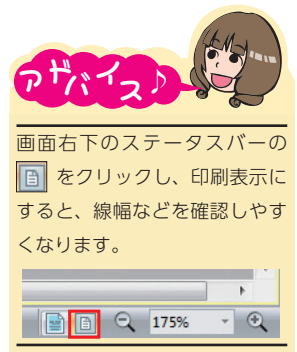 アドバイス♪
画面右下のステータスバーの
をクリックし、印刷表示に
すると、線幅などを確認しやす
くなります。
175%